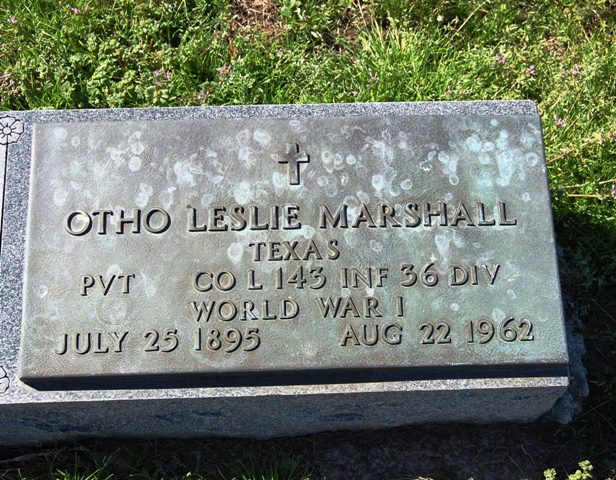 OTHO LESLIE MARSHALL
TEXAS
PVT CO L 143 INF 36 DIV
WORLD WAR I
JULY 25 1895 AUG 22 1962